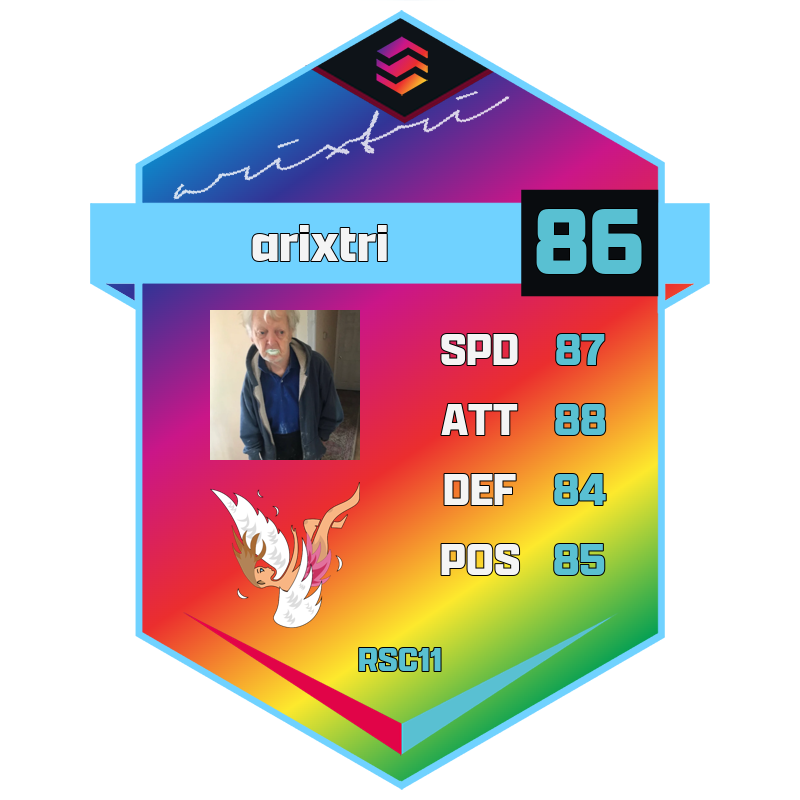 arixtri
arixtri
86
SPD 87
ATT 88
DEF 84
POS 85
RSC11